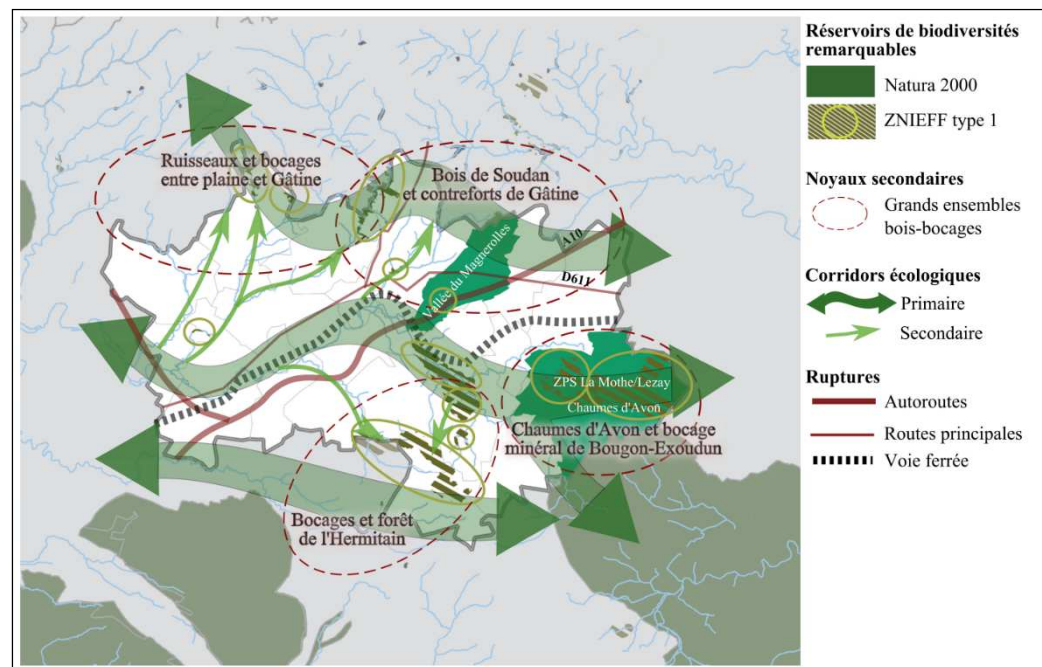 Ruisseaux et bocages
entre plaine et Gâtine
Bois de Soudan
et contreforts de Gâtine
Vallée du Magnerolles
A10
D611
ZPS La Mothe/Lezay
Chaumes d'Avon
Chaumes d'Avon et bocage
minéral de Bougon-Exoudun
Bocages et forêt
de l'Hermitain
Réservoirs de biodiversités
remarquables
Natura 2000
ZNIEFF type 1
Noyaux secondaires
Grands ensembles
bois-bocages
Corridors écologiques
Primaire
Secondaire
Ruptures
Autoroutes
Routes principales
Voie ferrée